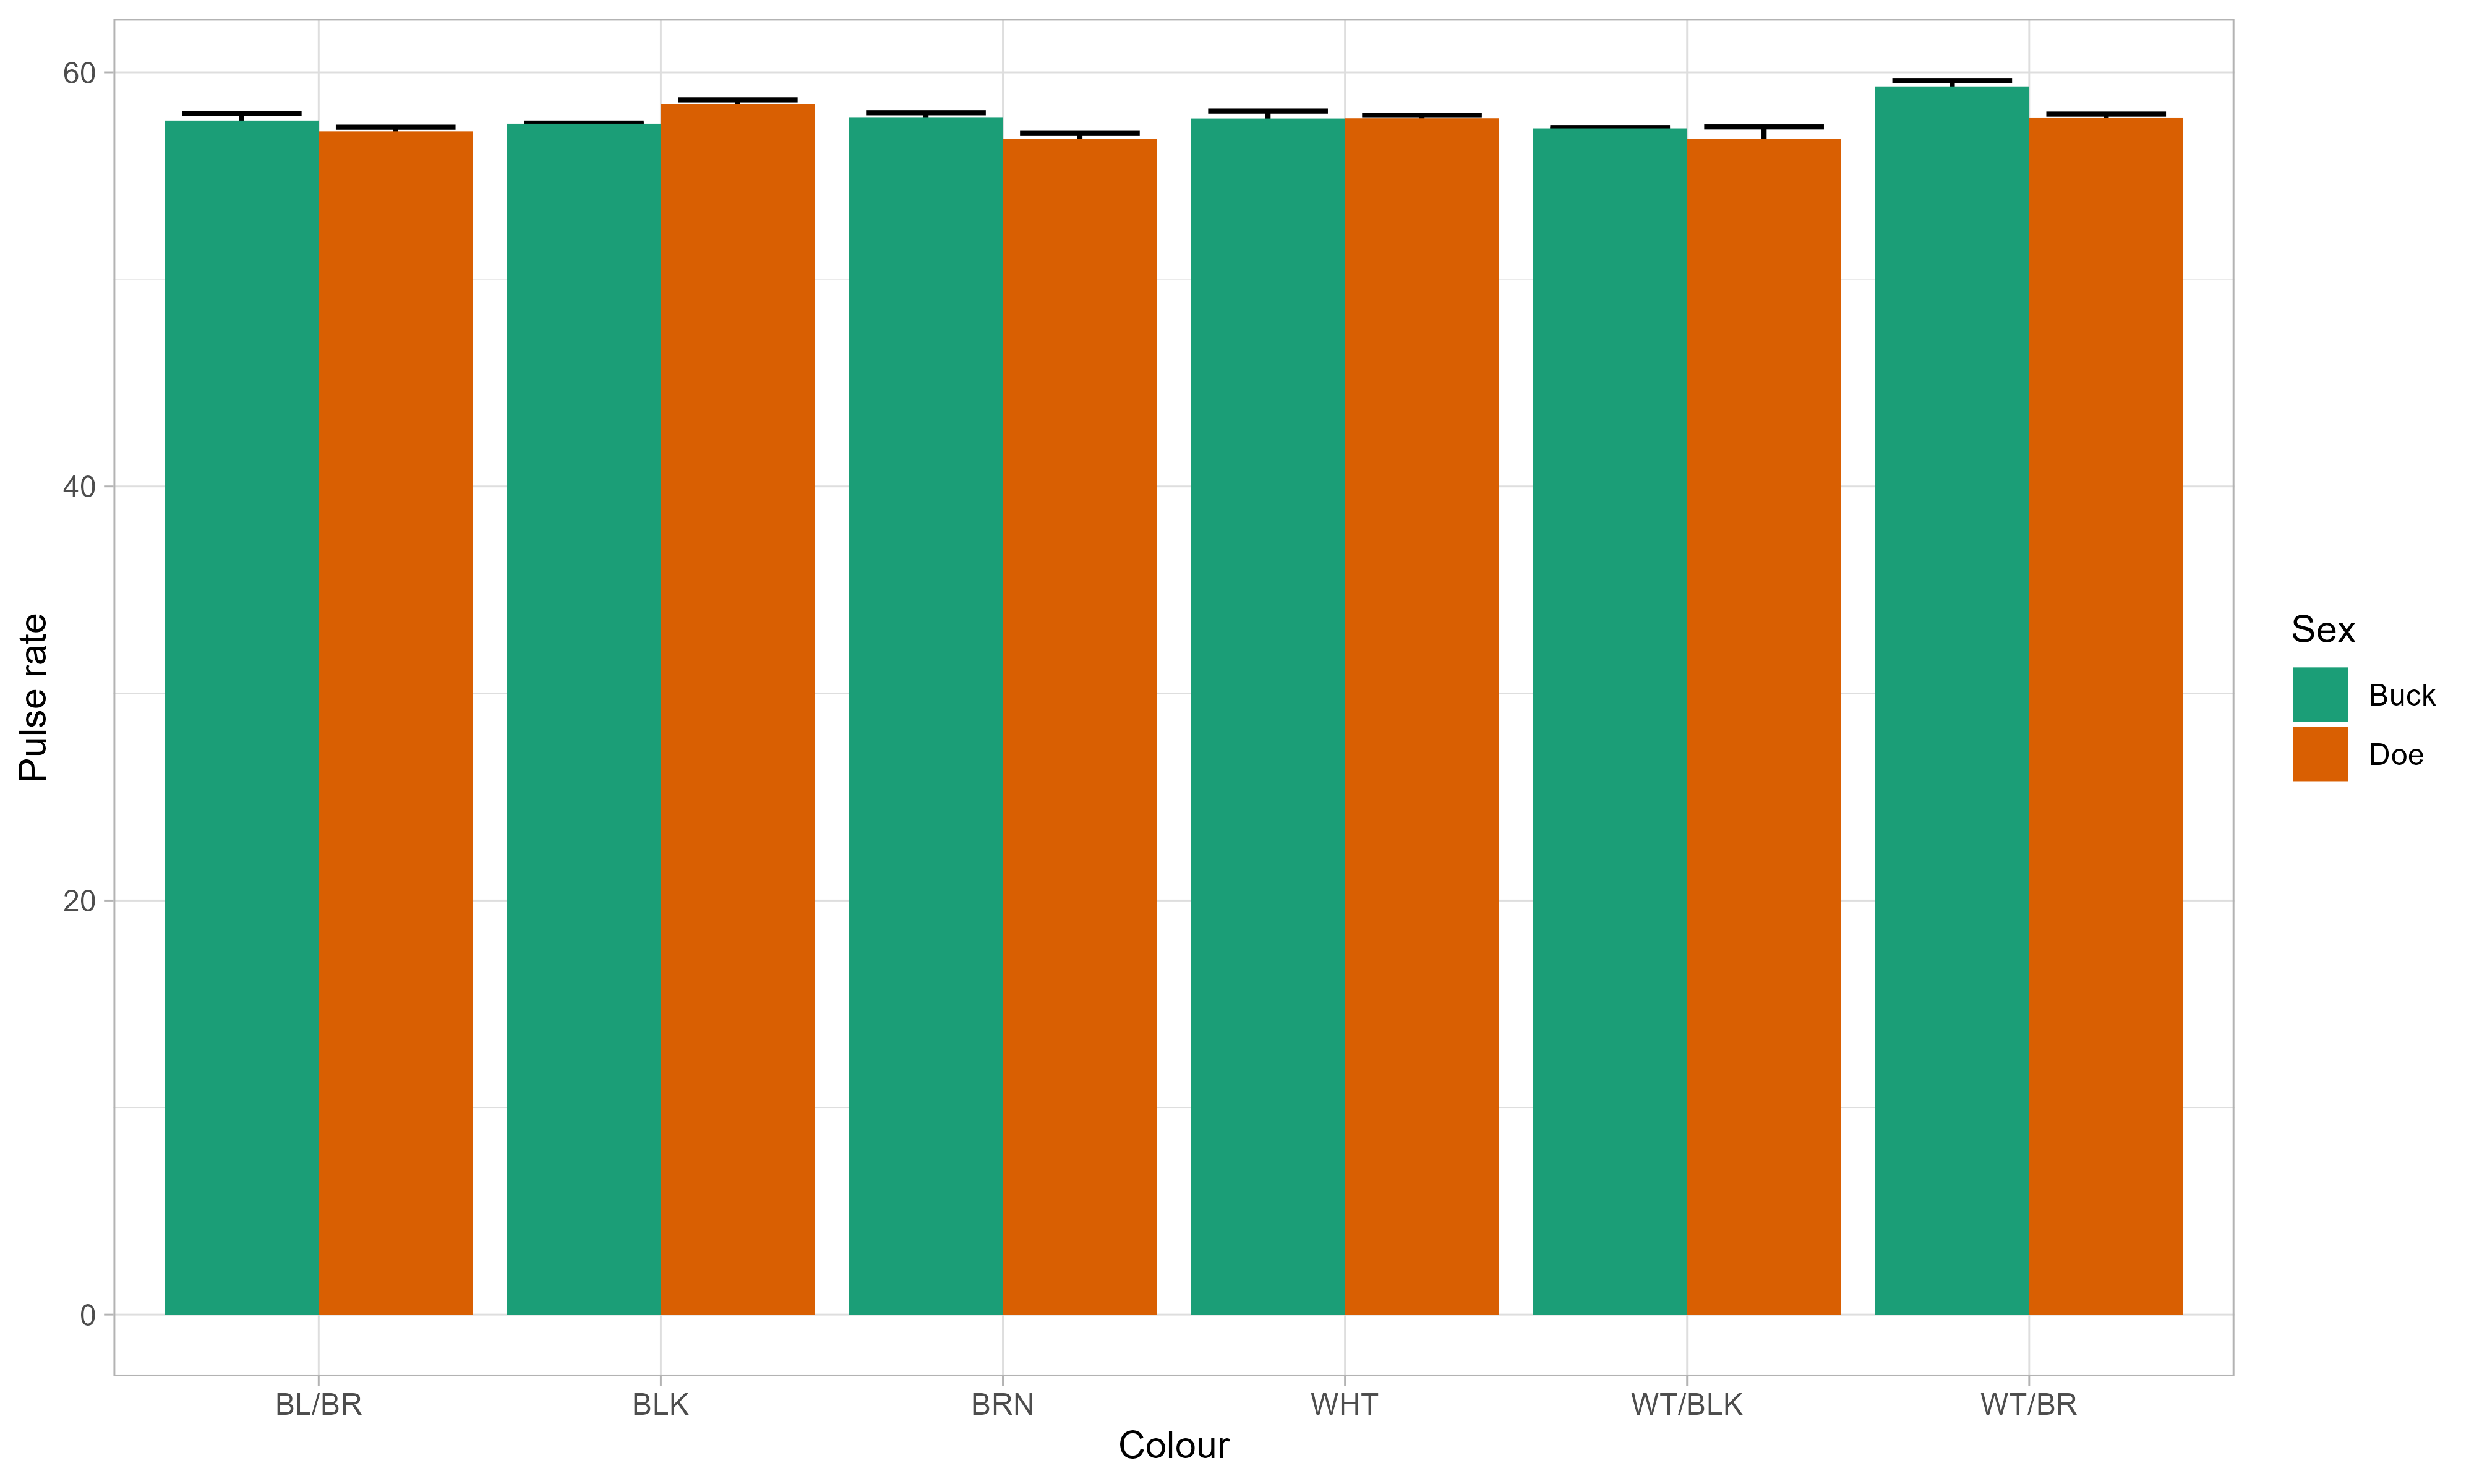 60
40
20
0
Pulse rate
BL/BR BLK BRN WHT WT/BLK WT/BR
Colour
Sex
Buck
Doe